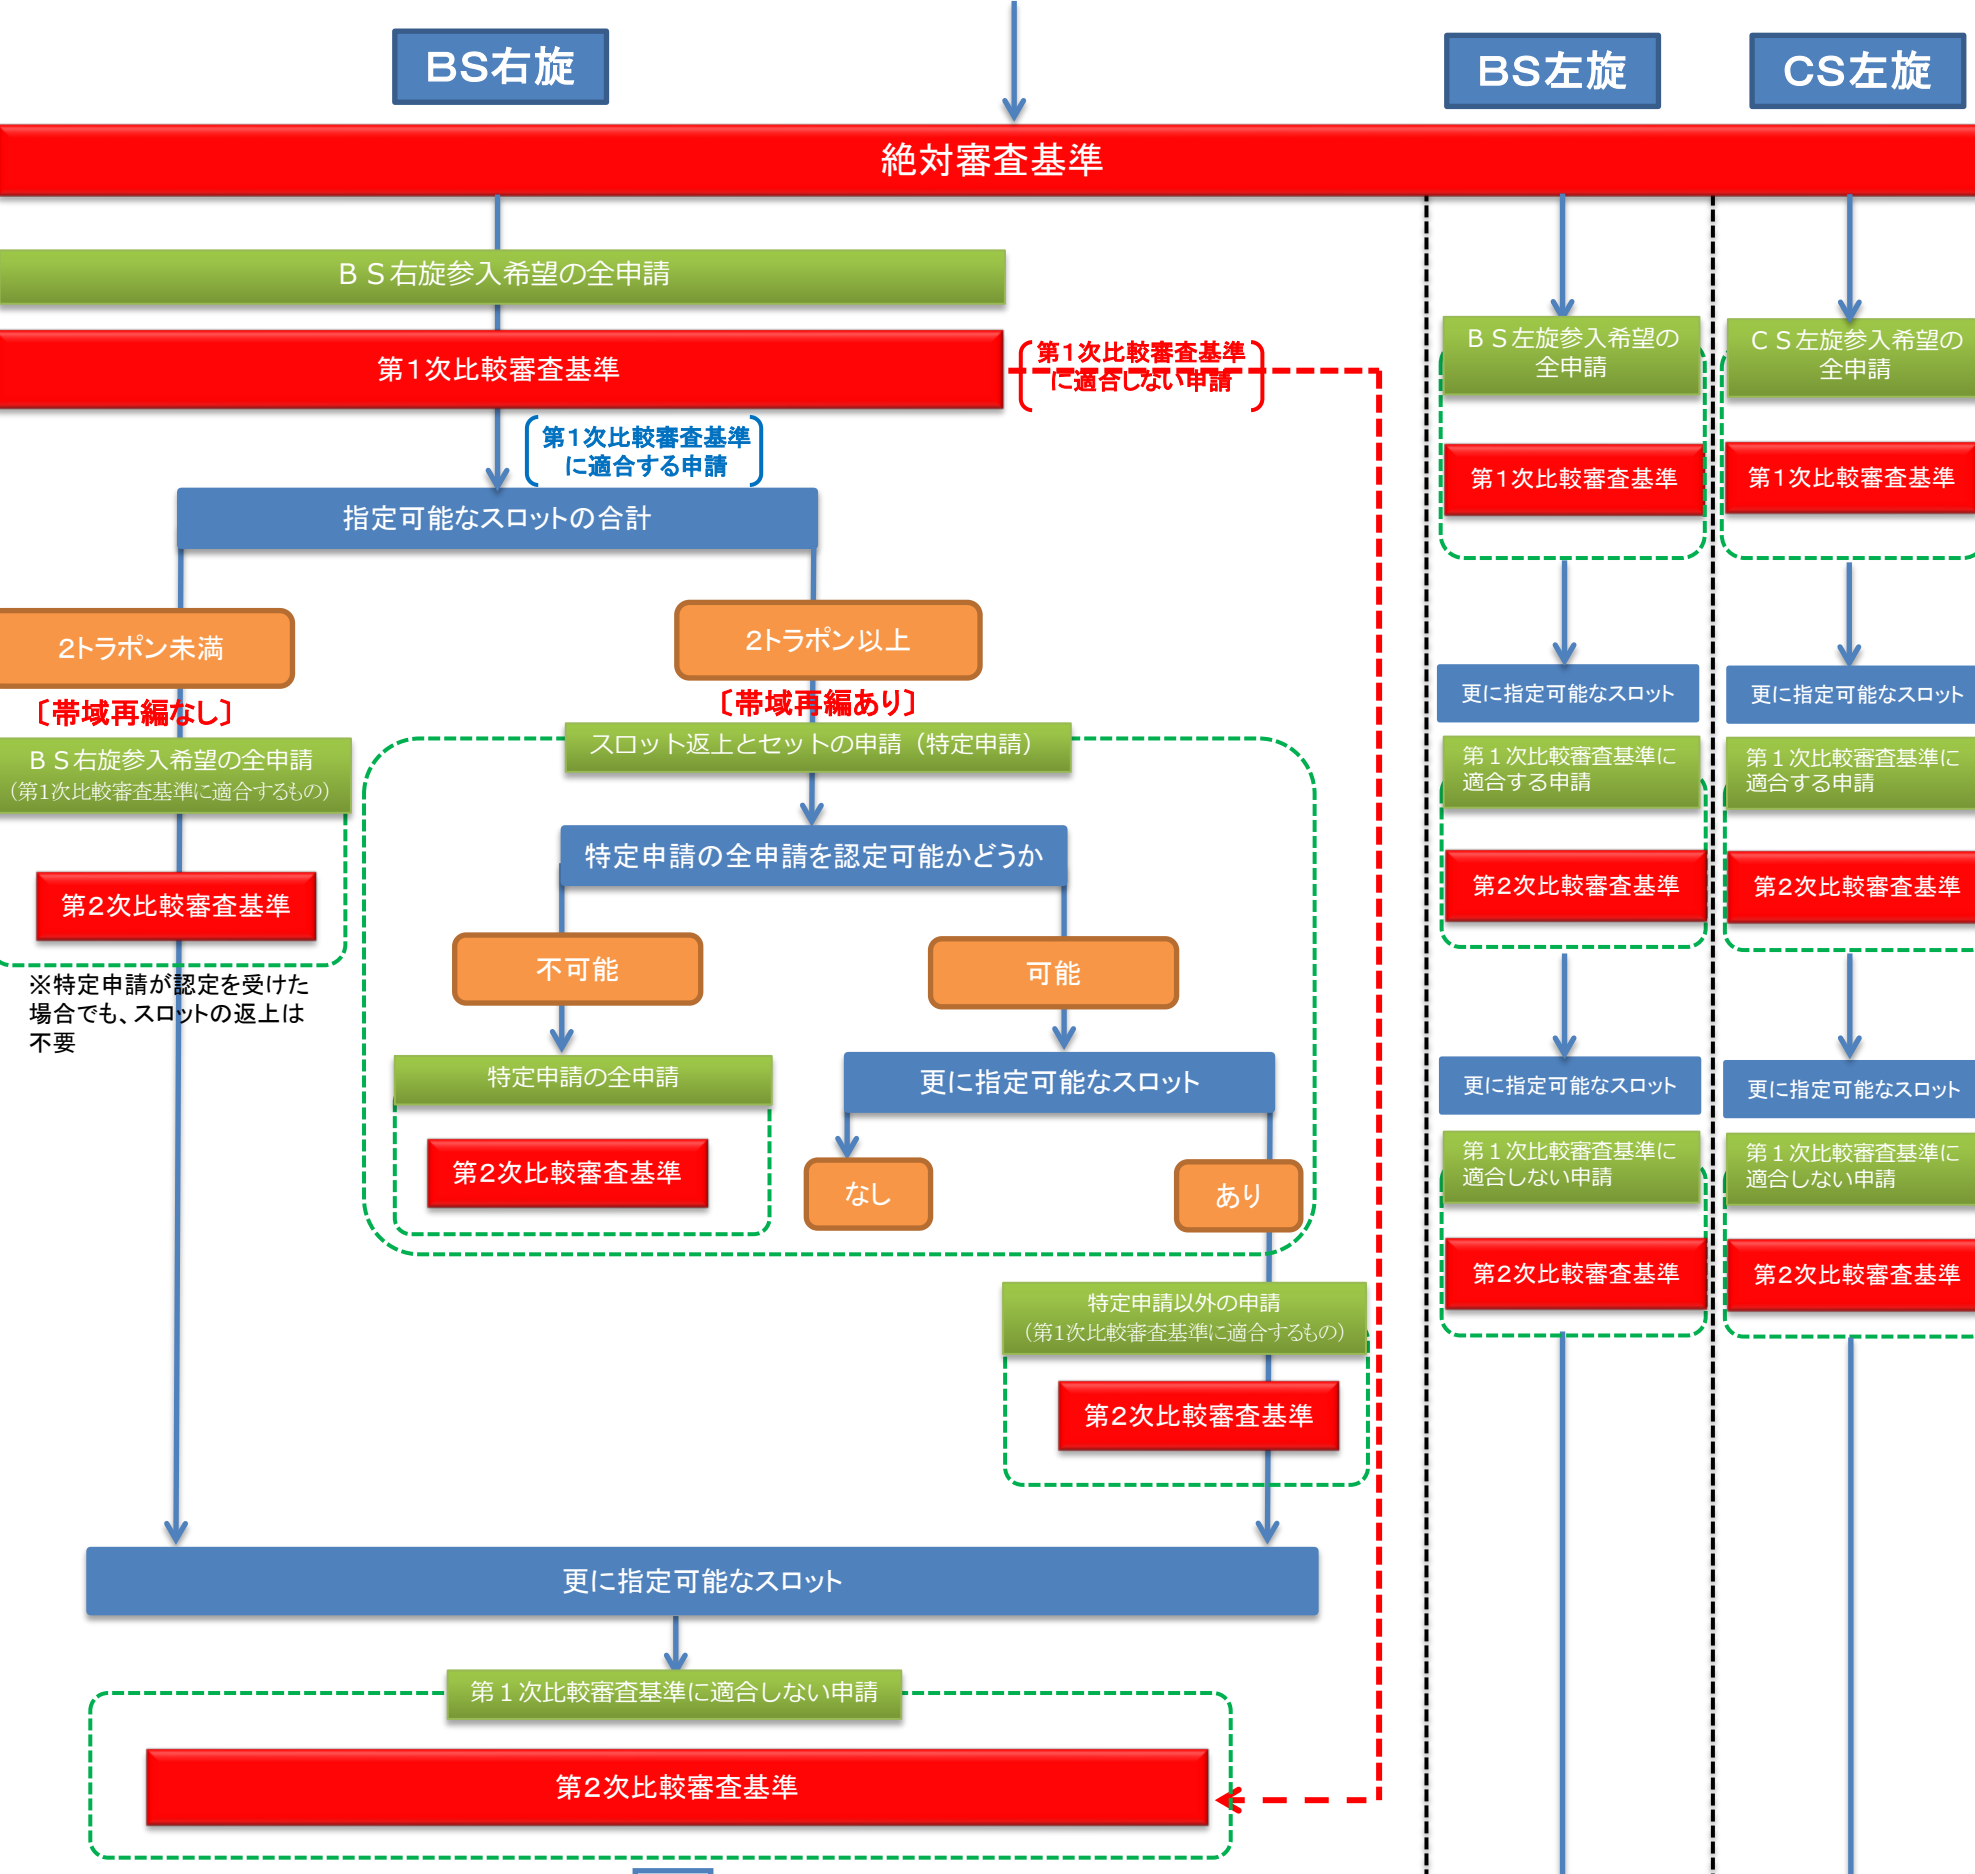 BS右旋
BS左旋
CS左旋
絶対審査基準
BS右旋参入希望の全申請
第1次比較審査基準
第1次比較審査基準
に適合しない申請
第1次比較審査基準
に適合する申請
指定可能なスロットの合計
2トラポン未満
〔帯域再編なし〕
BS右旋参入希望の全申請
(第1次比較審査基準に適合するもの)
第2次比較審査基準
※特定申請が認定を受けた
場合でも、スロットの返上は
不要
2トラポン以上
〔帯域再編あり〕
スロット返上とセットの申請(特定申請)
特定申請の全申請を認定可能かどうか
不可能
可能
特定申請の全申請
第2次比較審査基準
更に指定可能なスロット
なし
あり
特定申請以外の申請
(第1次比較審査基準に適合するもの)
第2次比較審査基準
更に指定可能なスロット
第1次比較審査基準に適合しない申請
第2次比較審査基準
BS左旋参入希望の
全申請
第1次比較審査基準
更に指定可能なスロット
第1次比較審査基準に
適合する申請
第2次比較審査基準
更に指定可能なスロット
第1次比較審査基準に
適合しない申請
第2次比較審査基準
CS左旋参入希望の
全申請
第1次比較審査基準
更に指定可能なスロット
第1次比較審査基準に
適合する申請
第2次比較審査基準
更に指定可能なスロット
第1次比較審査基準に
適合しない申請
第2次比較審査基準